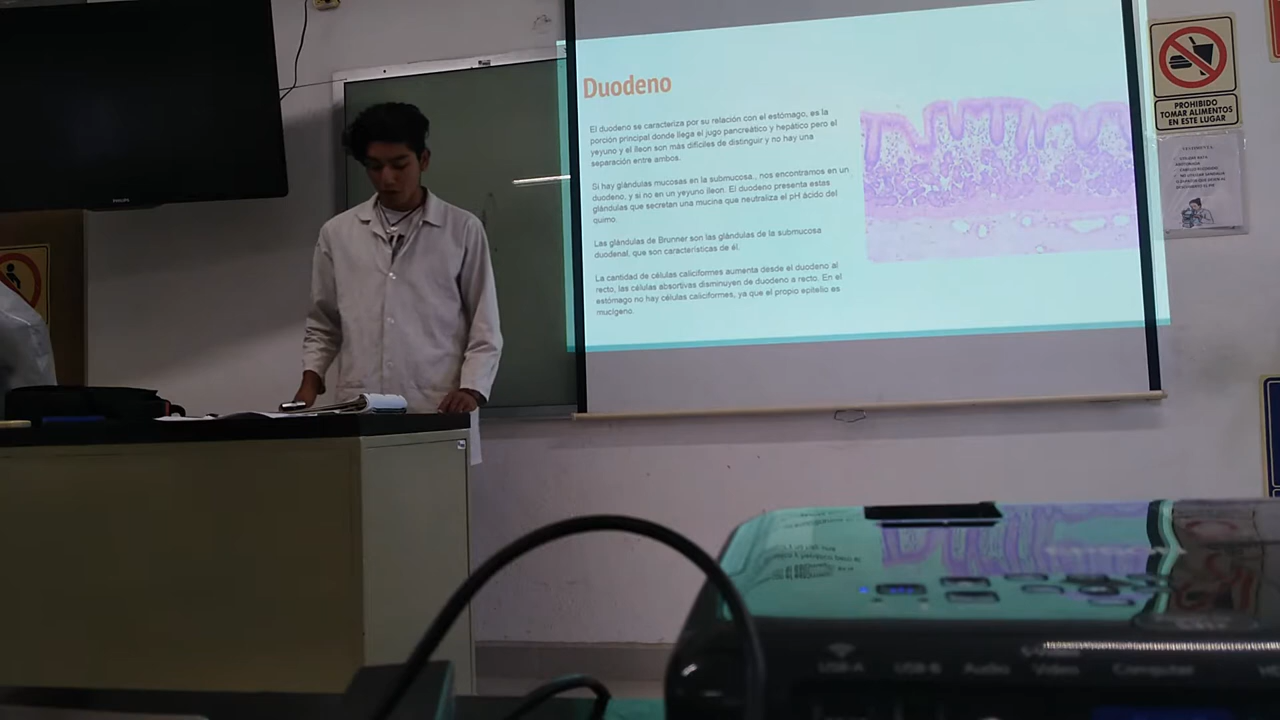 PHILIPS
Duodeno
El duodeno se caracteriza por su relación con el estómago, es la
porción principal donde llega el jugo pancreático y hepático pero el
yeyuno y el íleon son más difíciles de distinguir y no hay una
separación entre ambos.
Si hay glándulas mucosas en la submucosa , nos encontramos en un
duodeno, y si no en un yeyuno íleon. El duodeno presenta estas
glándulas que secretan una mucina que neutraliza el pH ácido del
quimo.
Las glándulas de Brunner son las glándulas de la submucosa
duodenal, que son características de él.
La cantidad de células caliciformes aumenta desde el duodeno al
recto, las células absortivas disminuyen de duodeno a recto. En el
estómago no hay células caliciformes, ya que el propio epitelio es
mucígeno.
PROHIBIDO
TOMAR ALIMENTOS
EN ESTE LUGAR
USB-A
USB-B
Audio
Video
Computer